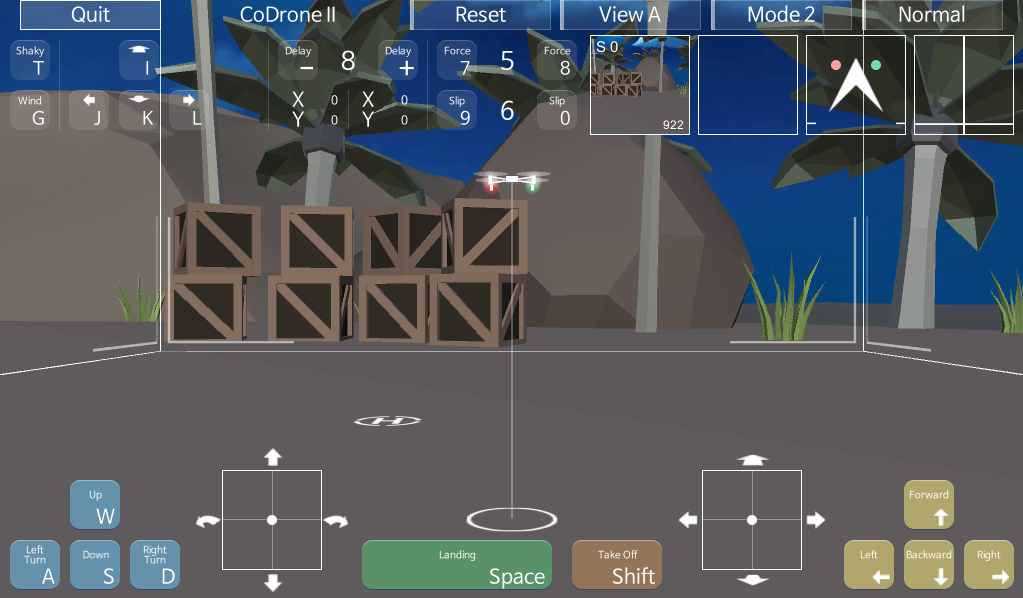 Quit CoDrone II Reset View A Mode 2 Normal
Shaky T I Delay − 8 Delay + Force 7 5 Force 8 S 0
Wind G J K L X 0 X 0 Slip 9 6 Slip 0 922
Y 0 Y 0
H
Up W Forward
Left Turn A Down S Right Turn D Landing Space Take Off Shift Left Backward Right